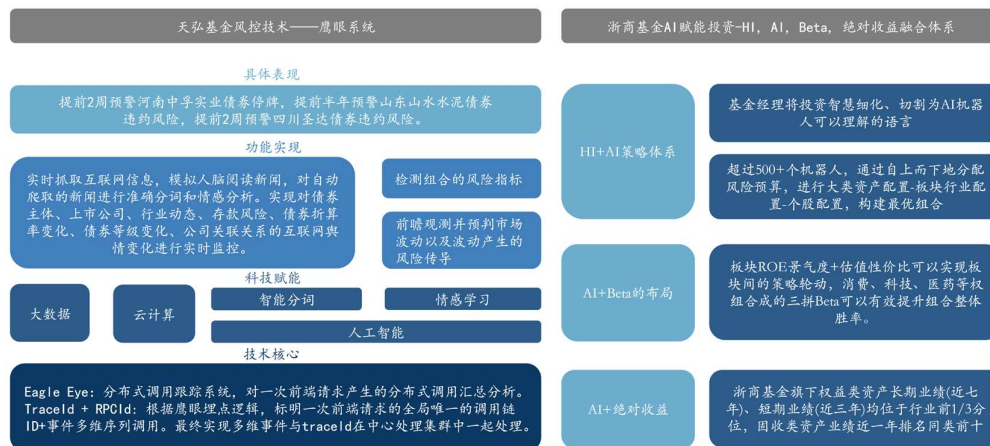 天弘基金风控技术——鹰眼系统
具体表现
提前2周预警河南中孚实业债券停牌，提前半年预警山东山水水泥债券
违约风险，提前2周预警四川圣达债券违约风险。
功能实现
实时抓取互联网信息，模拟人脑阅读新闻，对自动
爬取的新闻进行准确分词和情感分析。实现对债券
主体、上市公司、行业动态、存款风险、债券折算
率变化、债券等级变化、公司关联关系的互联网舆
情变化进行实时监控。
检测组合的风险指标
前瞻观测并预判市场
波动以及波动产生的
风险传导
科技赋能
大数据
云计算
智能分词
情感学习
人工智能
技术核心
Eagle Eye: 分布式调用跟踪系统，对一次前端请求产生的分布式调用汇总分析。
TraceId + RPCId: 根据鹰眼埋点逻辑，标明一次前端请求的全局唯一的调用链
ID+事件多维序列调用。最终实现多维事件与traceId在中心处理集群中一起处理。
浙商基金AI赋能投资-HI, AI, Beta, 绝对收益融合体系
HI+AI策略体系
基金经理将投资智慧细化、切割为AI机器
人可以理解的语言
超过500+个机器人，通过自上而下地分配
风险预算，进行大类资产配置-板块行业配
置-个股配置，构建最优组合
AI+Beta的布局
板块ROE景气度+估值性价比可以实现板
块间的策略轮动，消费、科技、医药等权
组合成的三拼Beta可以有效提升组合整体
胜率。
AI+绝对收益
浙商基金旗下权益类资产长期业绩(近七
年)、短期业绩(近三年)均位于行业前1/3分
位，固收类资产业绩近一年排名同类前十